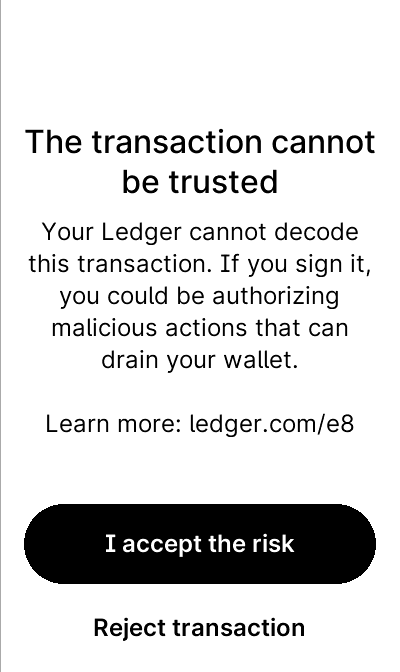 The transaction cannot
be trusted
Your Ledger cannot decode
this transaction. If you sign it,
you could be authorizing
malicious actions that can
drain your wallet.
Learn more: ledger.com/e8
I accept the risk
Reject transaction